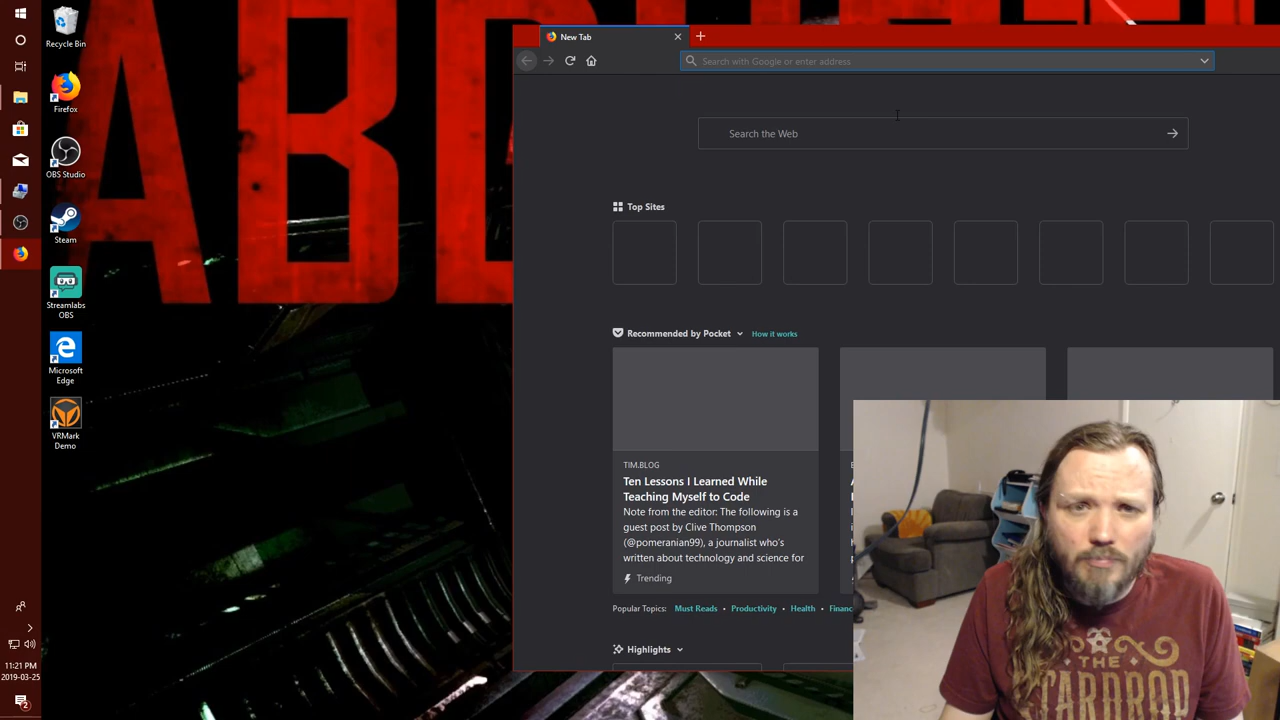 Recycle Bin
Firefox
OBS Studio
Steam
Streamlabs
OBS
Microsoft
Edge
VRMark
Demo
11:21 PM
2019-03-25
2
New Tab
Search with Google or enter address
Search the Web
Top Sites
Recommended by Pocket
How it works
TIM.BLOG
Ten Lessons I Learned While
Teaching Myself to Code
Note from the editor: The following is a
guest post by Clive Thompson
(@pomeranian99), a journalist who's
written about technology and science for
Trending
Popular Topics: Must Reads • Productivity • Health • Financ
Highlights
THE
STARDROP